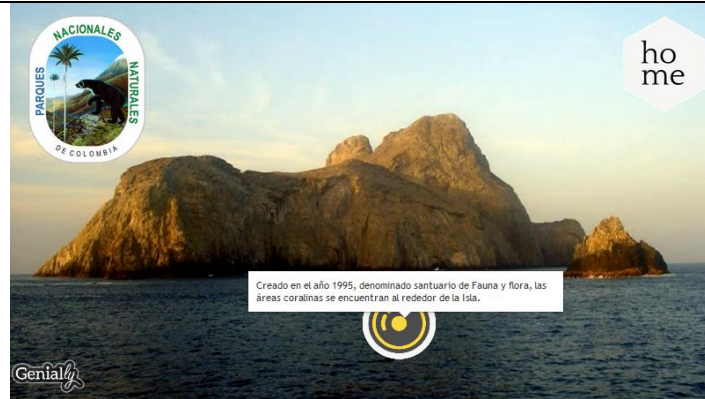 PARQUES
NACIONALES
NATURALES
DE COLOMBIA
ho
me
Creado en el año 1995, denominado santuario de Fauna y flora, las
áreas coralinas se encuentran al rededor de la Isla.
Genially